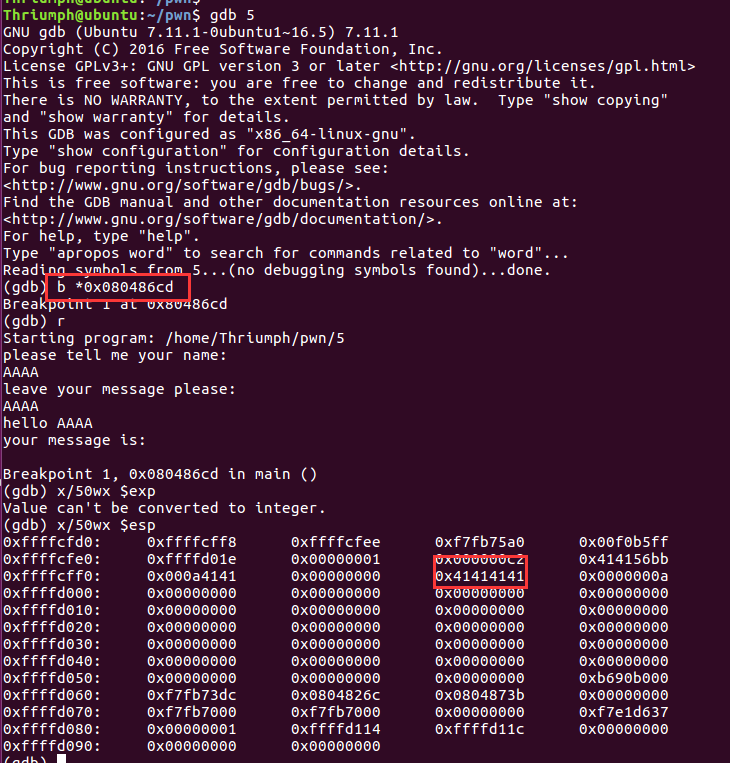 Thriumph@ubuntu:~/pwn$
Thriumph@ubuntu:~/pwn$ gdb 5
GNU gdb (Ubuntu 7.11.1-0ubuntu1~16.5) 7.11.1
Copyright (C) 2016 Free Software Foundation, Inc.
License GPLv3+: GNU GPL version 3 or later <http://gnu.org/licenses/gpl.html>
This is free software: you are free to change and redistribute it.
There is NO WARRANTY, to the extent permitted by law.  Type "show copying"
and "show warranty" for details.
This GDB was configured as "x86_64-linux-gnu".
Type "show configuration" for configuration details.
For bug reporting instructions, please see:
<http://www.gnu.org/software/gdb/bugs/>.
Find the GDB manual and other documentation resources online at:
<http://www.gnu.org/software/gdb/documentation/>.
For help, type "help".
Type "apropos word" to search for commands related to "word"...
Reading symbols from 5...(no debugging symbols found)...done.
(gdb) b *0x080486cd
Breakpoint 1 at 0x80486cd
(gdb) r
Starting program: /home/Thriumph/pwn/5
please tell me your name:
AAAA
leave your message please:
AAAA
hello AAAA
your message is:
Breakpoint 1, 0x080486cd in main ()
(gdb) x/50wx $exp
Value can't be converted to integer.
(gdb) x/50wx $esp
0xffffcfd0: 0xffffcff8 0xffffcfee 0xf7fb75a0 0x00f0b5ff
0xffffcfe0: 0xffffd01e 0x00000001 0x000000c2 0x414156bb
0xffffcff0: 0x000a4141 0x00000000 0x41414141 0x0000000a
0xffffd000: 0x00000000 0x00000000 0x00000000 0x00000000
0xffffd010: 0x00000000 0x00000000 0x00000000 0x00000000
0xffffd020: 0x00000000 0x00000000 0x00000000 0x00000000
0xffffd030: 0x00000000 0x00000000 0x00000000 0x00000000
0xffffd040: 0x00000000 0x00000000 0x00000000 0x00000000
0xffffd050: 0x00000000 0x00000000 0x00000000 0xb690b000
0xffffd060: 0xf7fb73dc 0x0804826c 0x0804873b 0x00000000
0xffffd070: 0xf7fb7000 0xf7fb7000 0x00000000 0xf7e1d637
0xffffd080: 0x00000001 0xffffd114 0xffffd11c 0x00000000
0xffffd090: 0x00000000 0x00000000
(gdb)